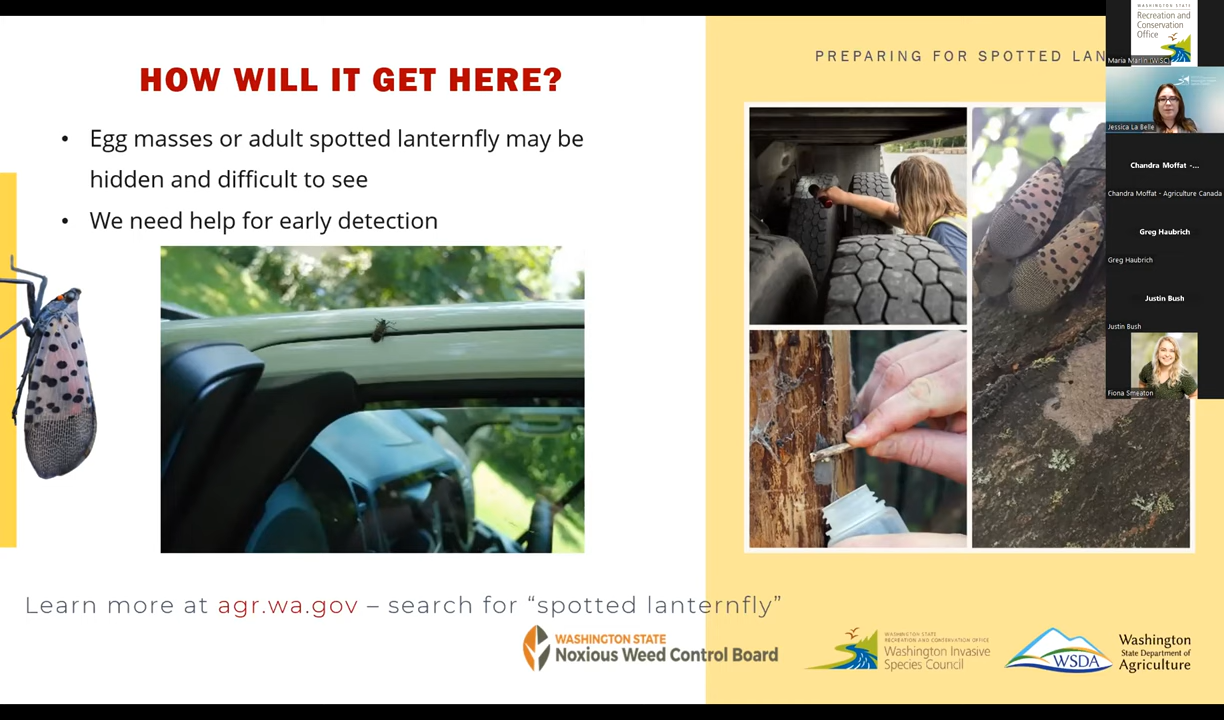 HOW WILL IT GET HERE?
• Egg masses or adult spotted lanternfly may be
hidden and difficult to see
• We need help for early detection
PREPARING FOR SPOTTED LAN
WASHINGTON STATE
Recreation and
Conservation
Office
Maria Marlin (WISC)
Jessica La Belle
Chandra Moffat -...
Chandra Moffat - Agriculture Canada
Greg Haubrich
Greg Haubrich
Justin Bush
Justin Bush
Fiona Smeaton
Learn more at agr.wa.gov – search for “spotted lanternfly”
WASHINGTON STATE
Noxious Weed Control Board
WASHINGTON STATE
RECREATION AND CONSERVATION OFFICE
Washington Invasive
Species Council
WSDA
Washington
State Department of
Agriculture